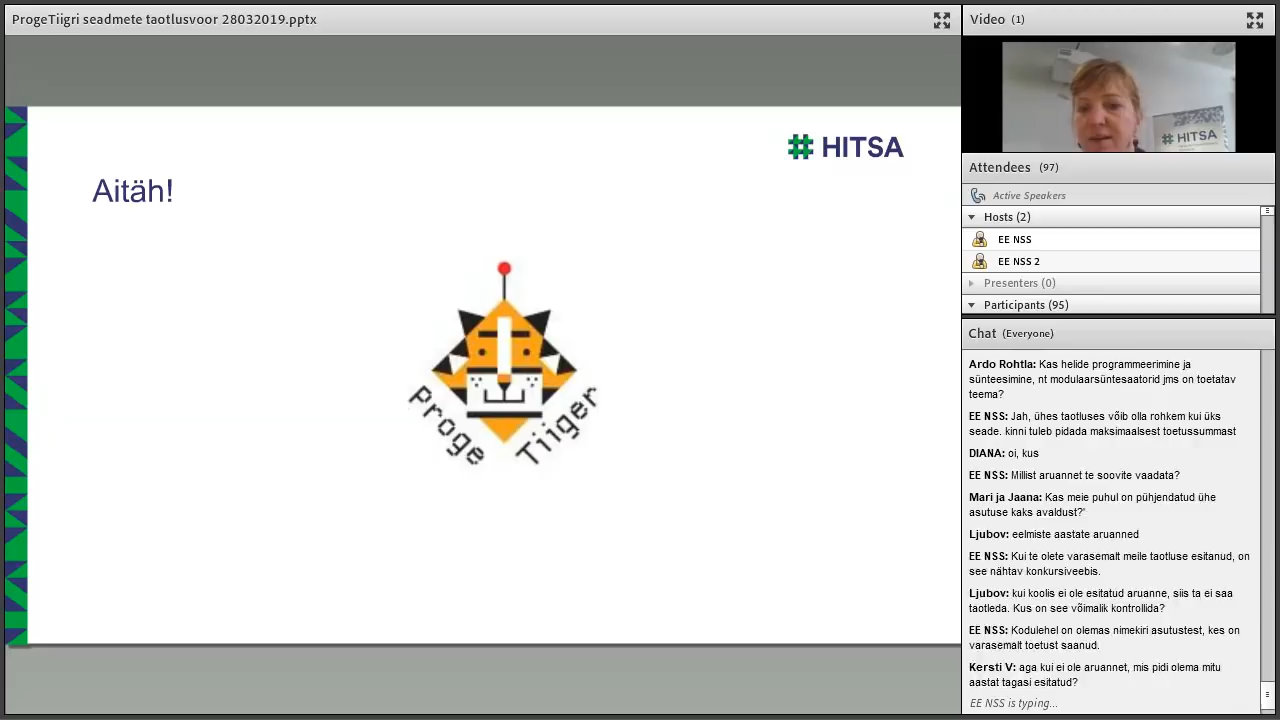 ProgeTiigri seadmete taotlusvoor 28032019.pptx
HITSA
Aitäh!
Proge Tiiger
Video (1)
HITSA
Attendees (97)
Active Speakers
Hosts (2)
EE NSS
EE NSS 2
Presenters (0)
Participants (95)
Chat (Everyone)
Ardo Rohtla: Kas helide programmeerimine ja
sünteesimine, nt modulaarsüntesaatorid jms on toetatav
teema?
EE NSS: Jah, ühes taotluses võib olla rohkem kui üks
seade. kinni tuleb pidada maksimaalsest toetussummast
DIANA: oi, kus
EE NSS: Millist aruannet te soovite vaadata?
Mari ja Jaana: Kas meie puhul on pühjendatud ühe
asutuse kaks avaldust?'
Ljubov: eelmiste aastate aruanned
EE NSS: Kui te olete varasemalt meile taotluse esitanud, on
see nähtav konkursiveebis.
Ljubov: kui koolis ei ole esitatud aruanne, siis ta ei saa
taotleda. Kus on see võimalik kontrollida?
EE NSS: Kodulehel on olemas nimekiri asutustest, kes on
varasemalt toetust saanud.
Kersti V: aga kui ei ole aruannet, mis pidi olema mitu
aastat tagasi esitatud?
EE NSS is typing...